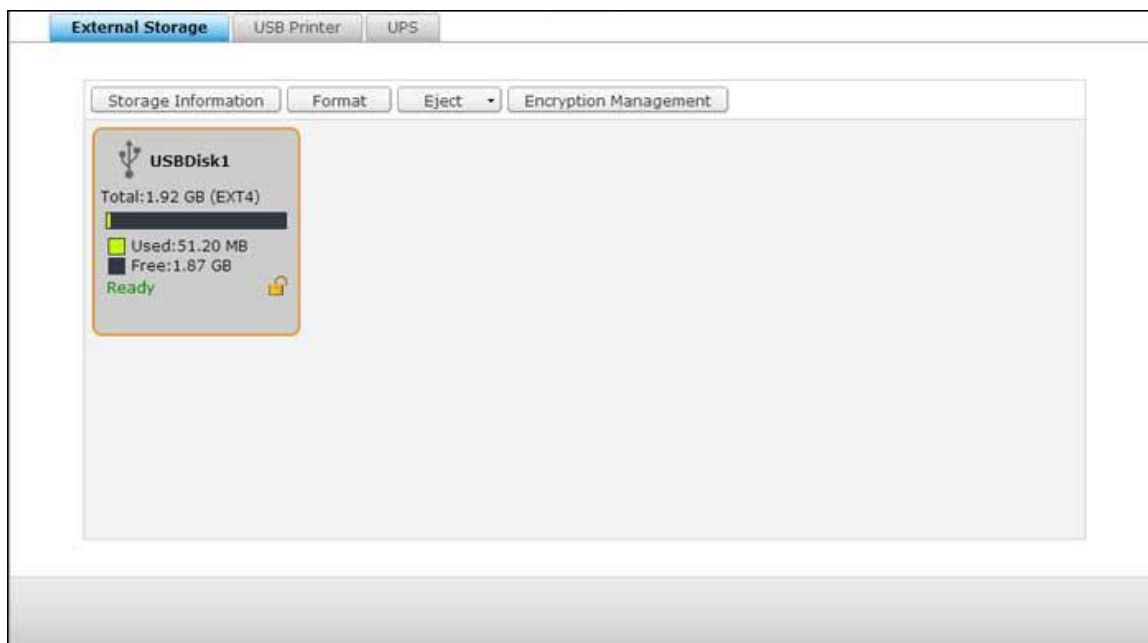 External Storage USB Printer UPS
Storage Information Format Eject Encryption Management
USBDisk1
Total:1.92 GB (EXT4)
Used:51.20 MB
Free:1.87 GB
Ready